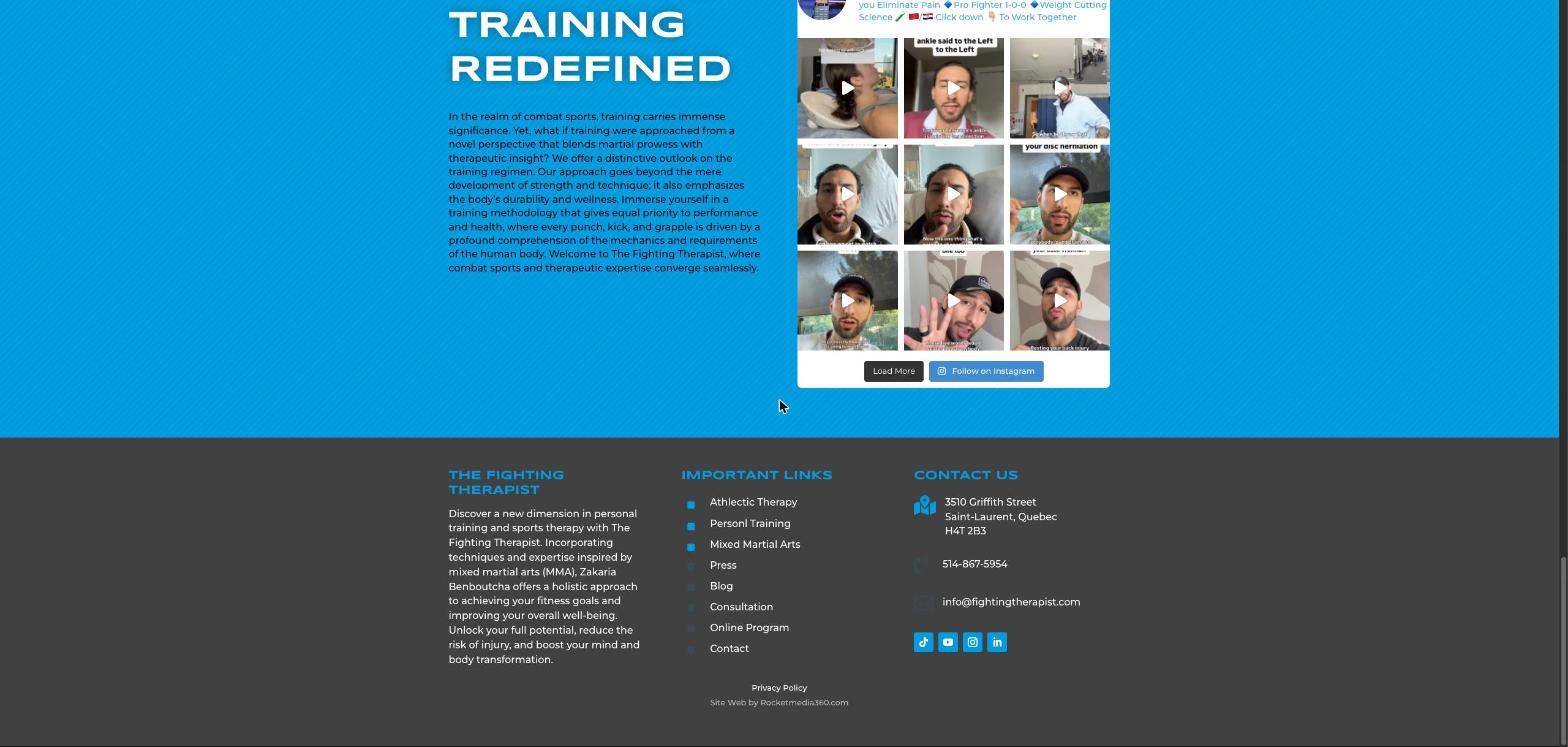 TRAINING
REDEFINED
In the realm of combat sports, training carries immense
significance. Yet, what if training were approached from a
novel perspective that blends martial prowess with
therapeutic insight? We offer a distinctive outlook on the
training regimen. Our approach goes beyond the mere
development of strength and technique; it also emphasizes
the body's durability and wellness. Immerse yourself in a
training methodology that gives equal priority to performance
and health, where every punch, kick, and grapple is driven by a
profound comprehension of the mechanics and requirements
of the human body. Welcome to The Fighting Therapist, where
combat sports and therapeutic expertise converge seamlessly.
you Eliminate Pain 🔷Pro Fighter 1-0-0 🔷Weight Cutting
Science 🧪 🇲🇦/🇭🇷 Click down 👇🏼 To Work Together
ankle said to the Left
to the Left
your disc herniation
one too
Resting your back injury
Load More
Follow on Instagram
THE FIGHTING
THERAPIST
Discover a new dimension in personal
training and sports therapy with The
Fighting Therapist. Incorporating
techniques and expertise inspired by
mixed martial arts (MMA), Zakaria
Benboutcha offers a holistic approach
to achieving your fitness goals and
improving your overall well-being.
Unlock your full potential, reduce the
risk of injury, and boost your mind and
body transformation.
IMPORTANT LINKS
Athlectic Therapy
Personl Training
Mixed Martial Arts
Press
Blog
Consultation
Online Program
Contact
CONTACT US
3510 Griffith Street
Saint-Laurent, Quebec
H4T 2B3
514-867-5954
info@fightingtherapist.com
Privacy Policy
Site Web by Rocketmedia360.com